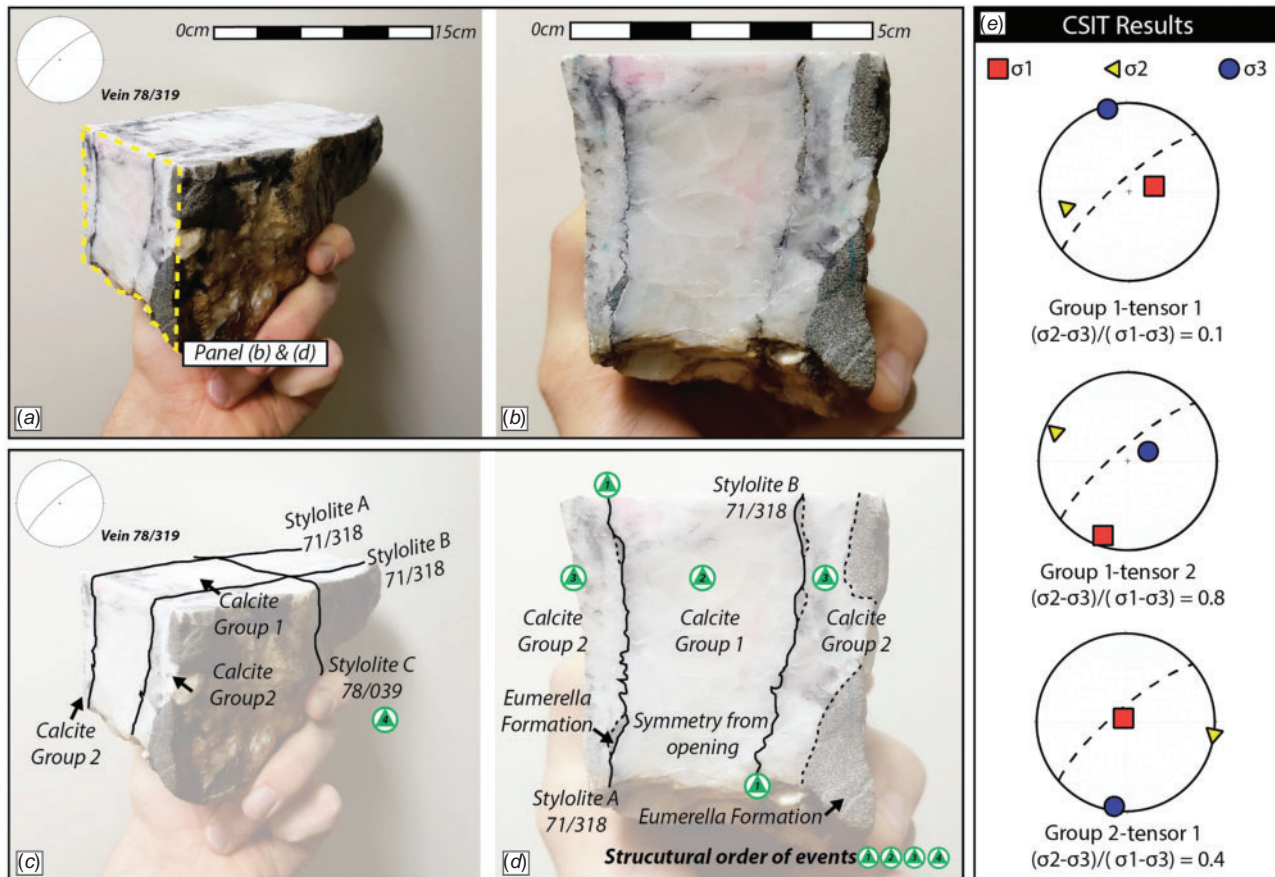 0cm
15cm
Vein 78/319
Panel (b) & (d)
(a)
0cm
5cm
(b)
Vein 78/319
Stylolite A
71/318
Stylolite B
71/318
Calcite
Group 1
Calcite
Group2
Calcite
Group 2
Stylolite C
78/039
4
(c)
1
Stylolite B
71/318
3
2
3
Calcite
Group 2
Calcite
Group 1
Calcite
Group 2
Eumerella
Formation
Symmetry from
opening
1
Stylolite A
71/318
Eumerella Formation
Strucutural order of events 1 2 3 4
(d)
(e)
CSIT Results
σ1 σ2 σ3
Group 1-tensor 1
(σ2-σ3)/( σ1-σ3) = 0.1
Group 1-tensor 2
(σ2-σ3)/( σ1-σ3) = 0.8
Group 2-tensor 1
(σ2-σ3)/( σ1-σ3) = 0.4